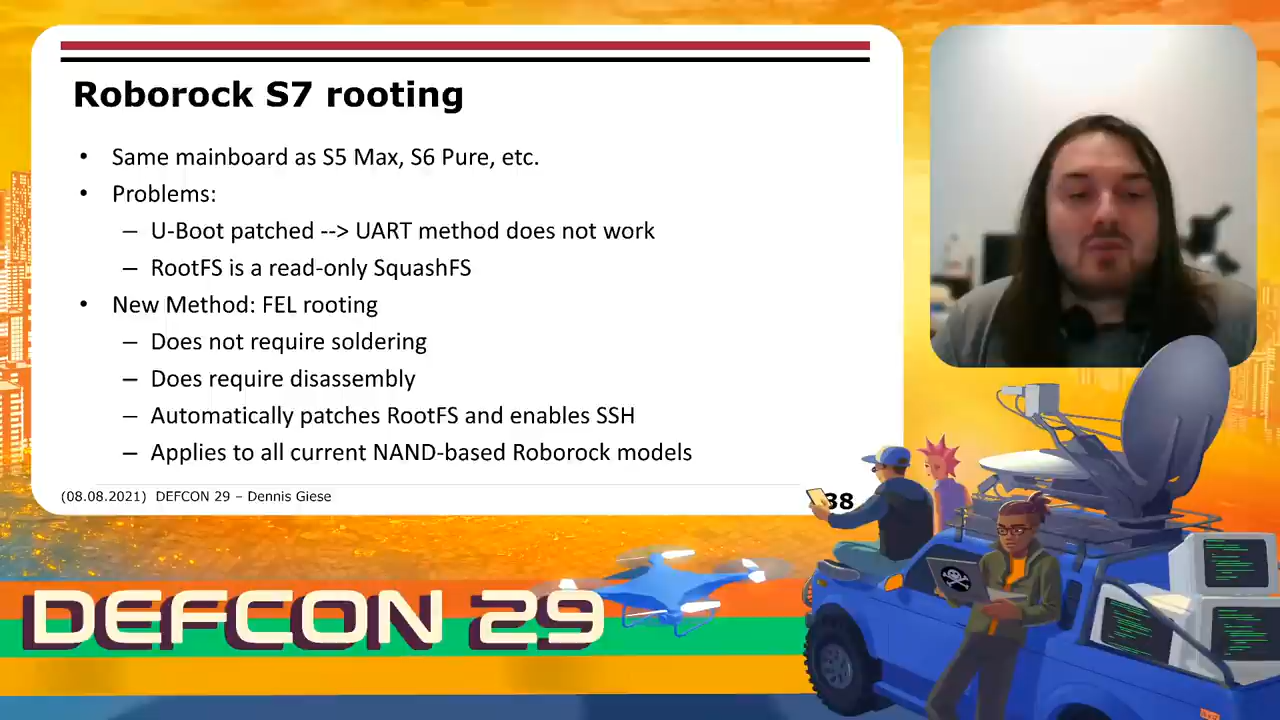 Roborock S7 rooting
• Same mainboard as S5 Max, S6 Pure, etc.
• Problems:
– U-Boot patched --> UART method does not work
– RootFS is a read-only SquashFS
• New Method: FEL rooting
– Does not require soldering
– Does require disassembly
– Automatically patches RootFS and enables SSH
– Applies to all current NAND-based Roborock models
(08.08.2021) DEFCON 29 – Dennis Giese
38
DEFCON 29